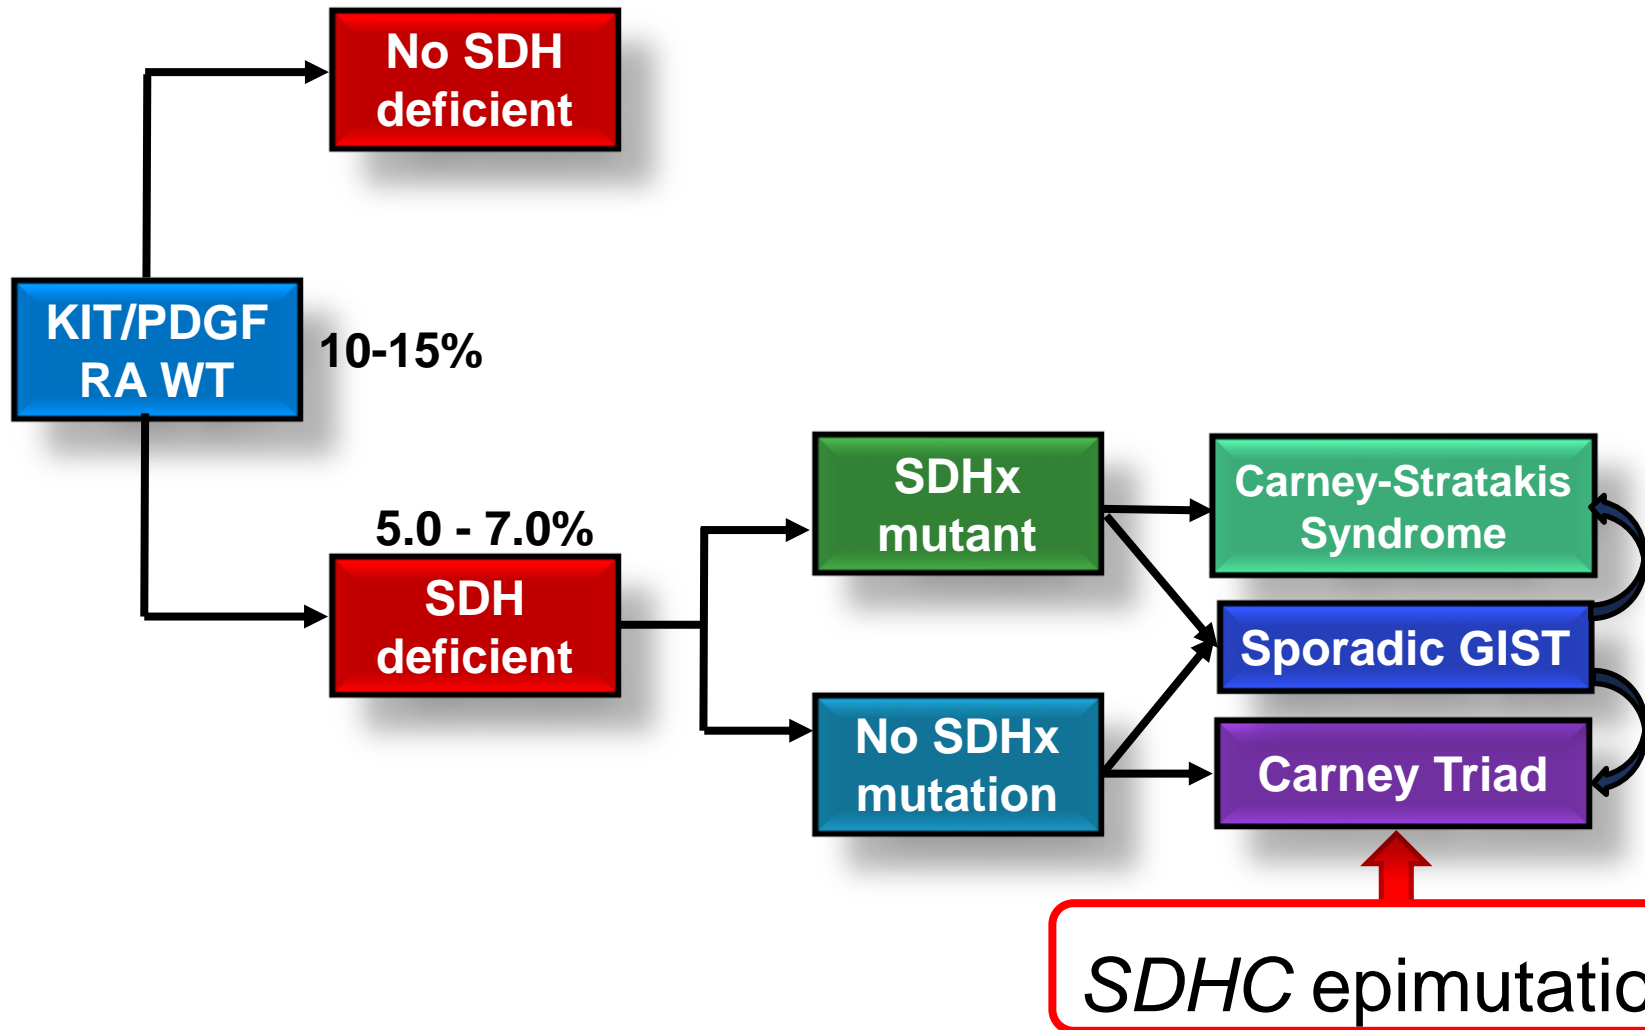 No SDH
deficient
KIT/PDGF
RA WT
10-15%
5.0 - 7.0%
SDH
deficient
SDHx
mutant
No SDHx
mutation
Carney-Stratakis
Syndrome
Sporadic GIST
Carney Triad
SDHC epimutatio